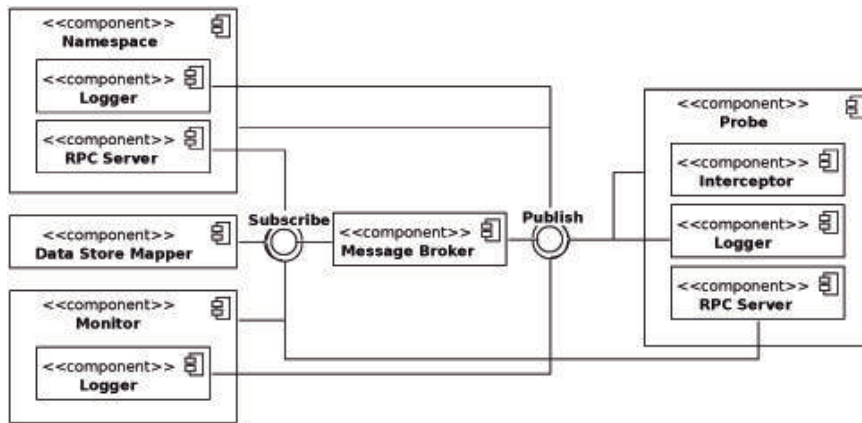 <<component>>
Namespace
<<component>>
Logger
<<component>>
RPC Server
<<component>>
Data Store Mapper
<<component>>
Monitor
<<component>>
Logger
Subscribe
<<component>>
Message Broker
Publish
<<component>>
Probe
<<component>>
Interceptor
<<component>>
Logger
<<component>>
RPC Server